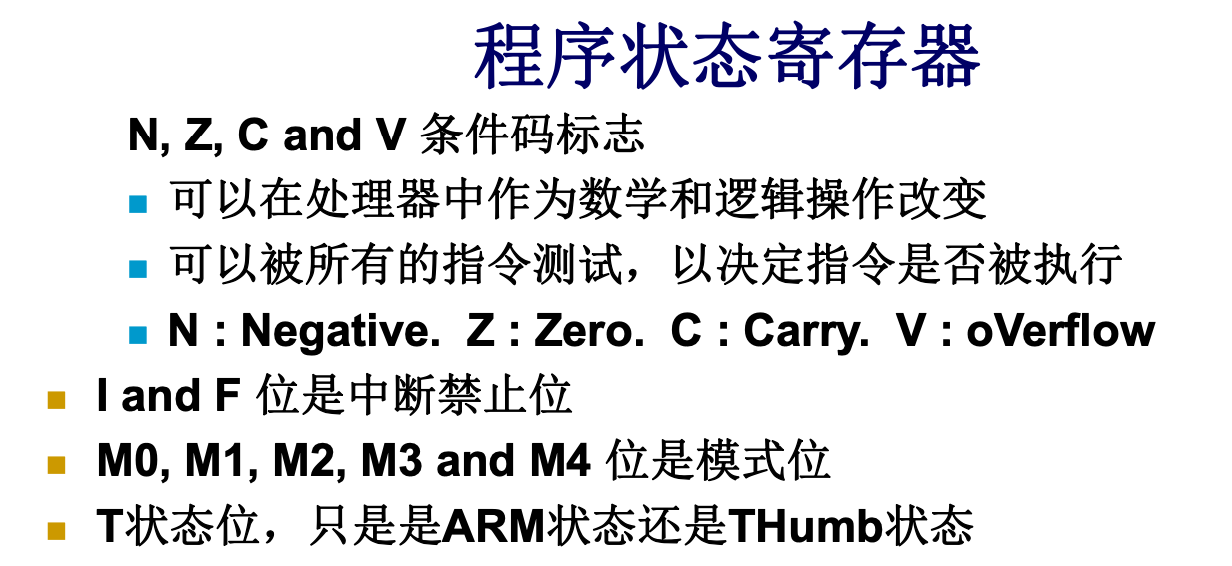 程序状态寄存器
N, Z, C and V 条件码标志
可以在处理器中作为数学和逻辑操作改变
可以被所有的指令测试，以决定指令是否被执行
N : Negative.  Z : Zero.  C : Carry.  V : oVerflow
I and F 位是中断禁止位
M0, M1, M2, M3 and M4 位是模式位
T状态位，只是是ARM状态还是THumb状态